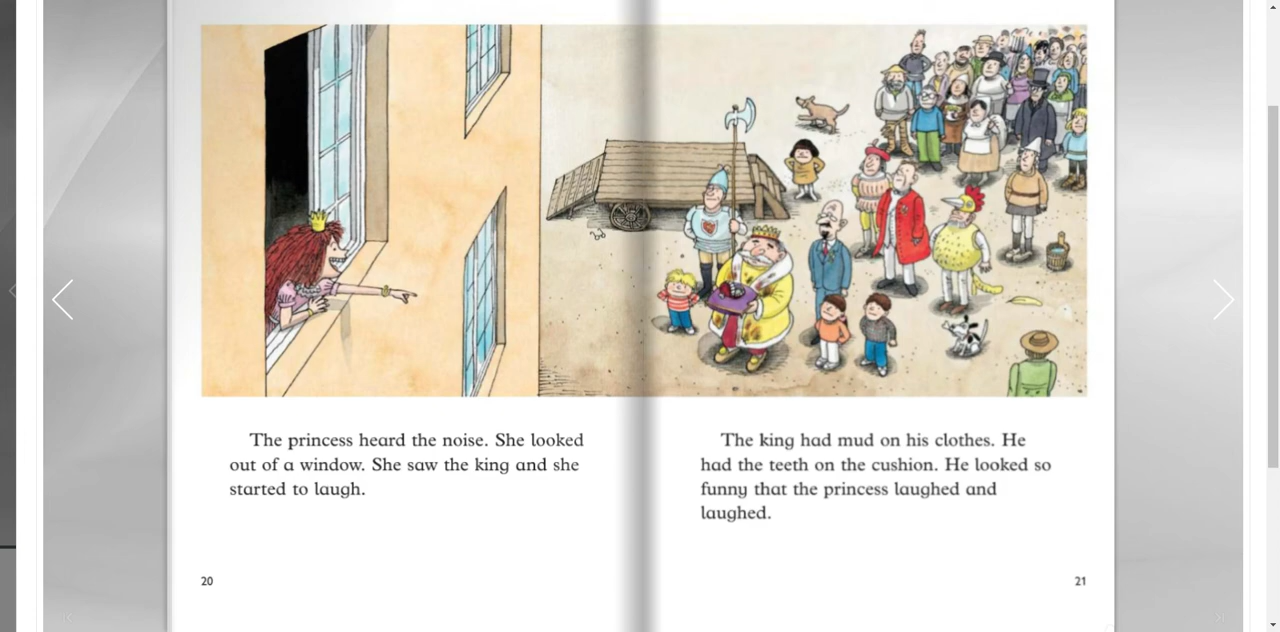 The princess heard the noise. She looked
out of a window. She saw the king and she
started to laugh.
20
The king had mud on his clothes. He
had the teeth on the cushion. He looked so
funny that the princess laughed and
laughed.
21